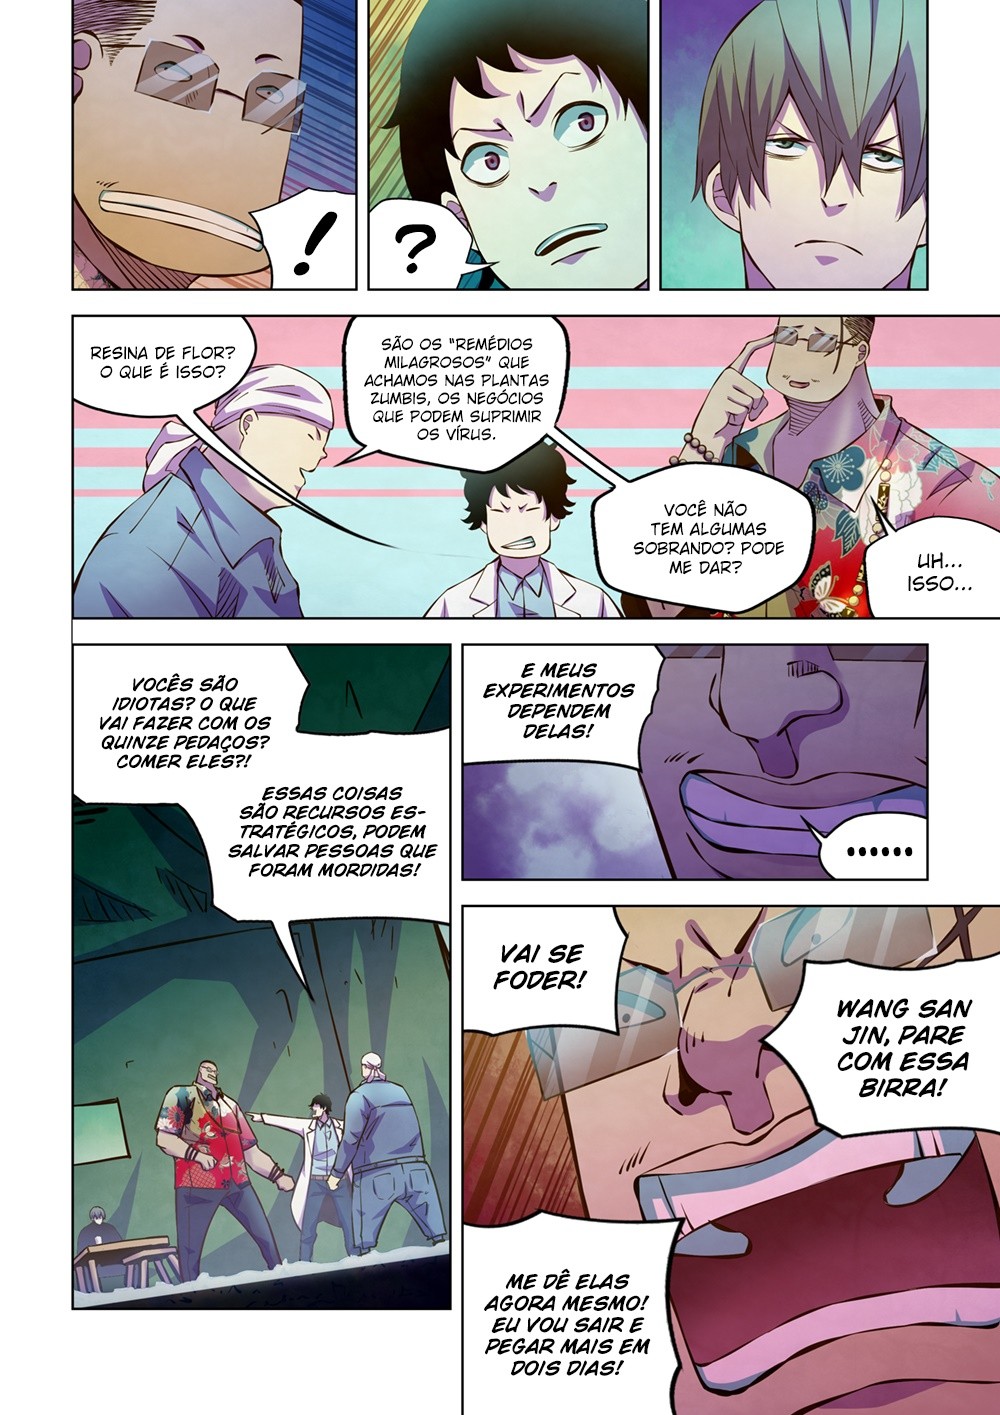 !
?
RESINA DE FLOR?
O QUE É ISSO?
SÃO OS "REMÉDIOS
MILAGROSOS" QUE
ACHAMOS NAS PLANTAS
ZUMBIS, OS NEGÓCIOS
QUE PODEM SUPRIMIR
OS VÍRUS.
VOCÊ NÃO
TEM ALGUMAS
SOBRANDO? PODE
ME DAR?
UH...
ISSO...
VOCÊS SÃO
IDIOTAS? O QUE
VAI FAZER COM OS
QUINZE PEDAÇOS?
COMER ELES?!
ESSAS COISAS
SÃO RECURSOS ES-
TRATÉGICOS, PODEM
SALVAR PESSOAS QUE
FORAM MORDIDAS!
E MEUS
EXPERIMENTOS
DEPENDEM
DELAS!
......
VAI SE
FODER!
WANG SAN
JIN, PARE
COM ESSA
BIRRA!
ME DÊ ELAS
AGORA MESMO!
EU VOU SAIR E
PEGAR MAIS EM
DOIS DIAS!